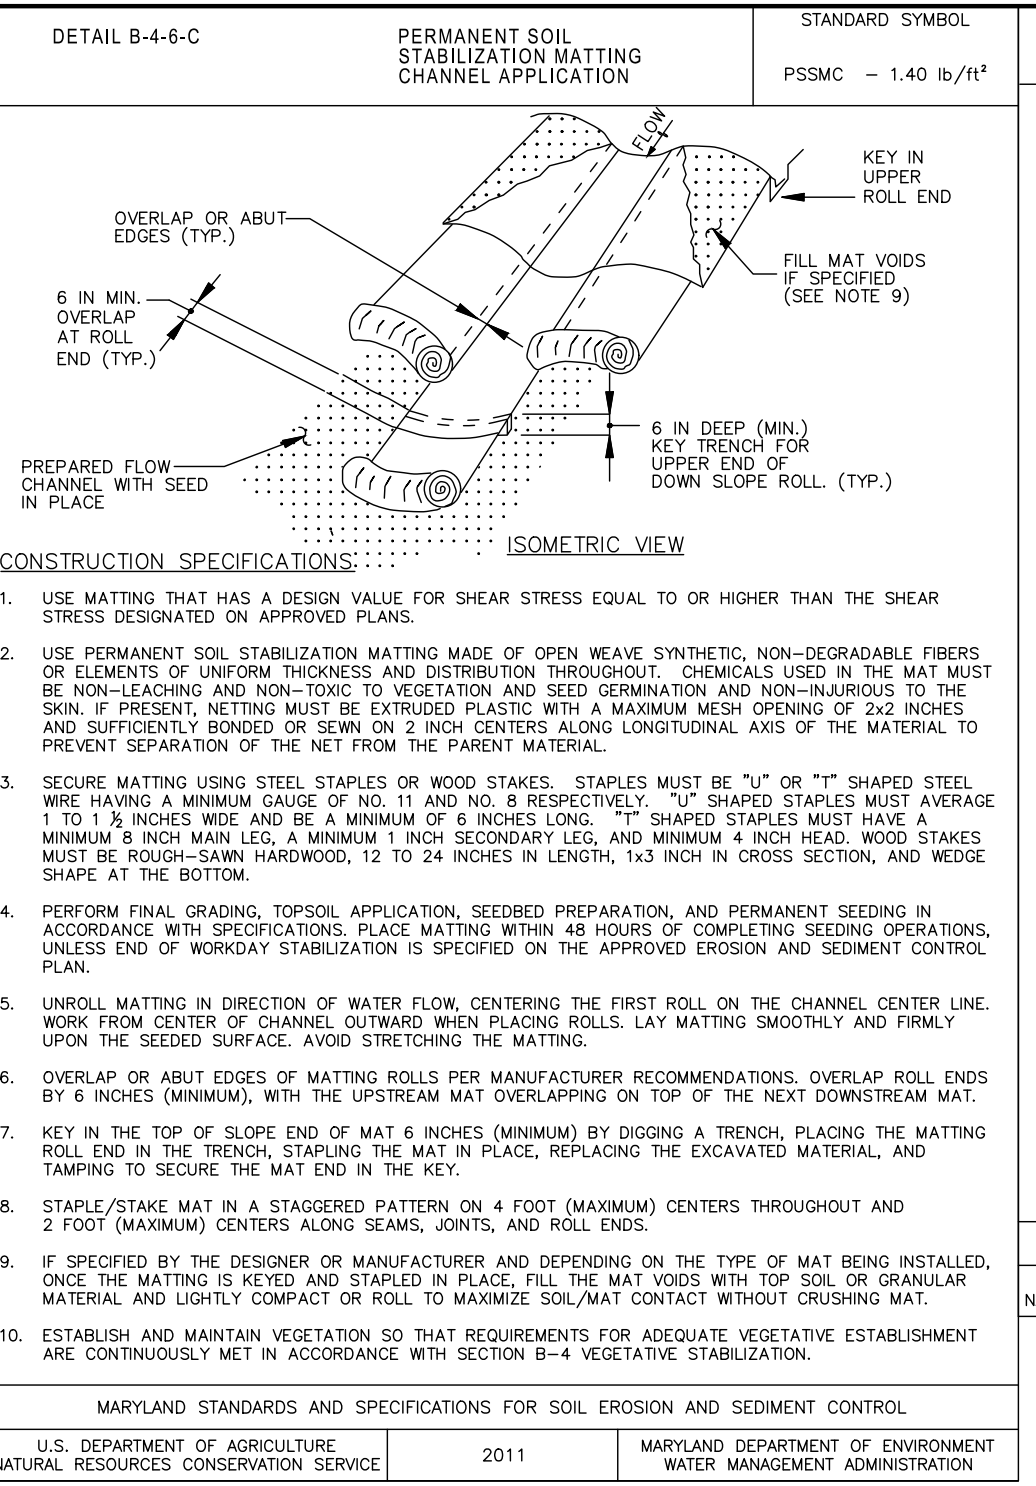 DETAIL B-4-6-C
PERMANENT SOIL
STABILIZATION MATTING
CHANNEL APPLICATION
STANDARD SYMBOL
PSSMC – 1.40 lb/ft²
FLOW
KEY IN
UPPER
ROLL END
OVERLAP OR ABUT
EDGES (TYP.)
FILL MAT VOIDS
IF SPECIFIED
(SEE NOTE 9)
6 IN MIN.
OVERLAP
AT ROLL
END (TYP.)
6 IN DEEP (MIN.)
KEY TRENCH FOR
UPPER END OF
DOWN SLOPE ROLL. (TYP.)
PREPARED FLOW
CHANNEL WITH SEED
IN PLACE
ISOMETRIC VIEW
CONSTRUCTION SPECIFICATIONS:
1. USE MATTING THAT HAS A DESIGN VALUE FOR SHEAR STRESS EQUAL TO OR HIGHER THAN THE SHEAR
STRESS DESIGNATED ON APPROVED PLANS.
2. USE PERMANENT SOIL STABILIZATION MATTING MADE OF OPEN WEAVE SYNTHETIC, NON-DEGRADABLE FIBERS
OR ELEMENTS OF UNIFORM THICKNESS AND DISTRIBUTION THROUGHOUT. CHEMICALS USED IN THE MAT MUST
BE NON-LEACHING AND NON-TOXIC TO VEGETATION AND SEED GERMINATION AND NON-INJURIOUS TO THE
SKIN. IF PRESENT, NETTING MUST BE EXTRUDED PLASTIC WITH A MAXIMUM MESH OPENING OF 2x2 INCHES
AND SUFFICIENTLY BONDED OR SEWN ON 2 INCH CENTERS ALONG LONGITUDINAL AXIS OF THE MATERIAL TO
PREVENT SEPARATION OF THE NET FROM THE PARENT MATERIAL.
3. SECURE MATTING USING STEEL STAPLES OR WOOD STAKES. STAPLES MUST BE "U" OR "T" SHAPED STEEL
WIRE HAVING A MINIMUM GAUGE OF NO. 11 AND NO. 8 RESPECTIVELY. "U" SHAPED STAPLES MUST AVERAGE
1 TO 1 ½ INCHES WIDE AND BE A MINIMUM OF 6 INCHES LONG. "T" SHAPED STAPLES MUST HAVE A
MINIMUM 8 INCH MAIN LEG, A MINIMUM 1 INCH SECONDARY LEG, AND MINIMUM 4 INCH HEAD. WOOD STAKES
MUST BE ROUGH-SAWN HARDWOOD, 12 TO 24 INCHES IN LENGTH, 1x3 INCH IN CROSS SECTION, AND WEDGE
SHAPE AT THE BOTTOM.
4. PERFORM FINAL GRADING, TOPSOIL APPLICATION, SEEDBED PREPARATION, AND PERMANENT SEEDING IN
ACCORDANCE WITH SPECIFICATIONS. PLACE MATTING WITHIN 48 HOURS OF COMPLETING SEEDING OPERATIONS,
UNLESS END OF WORKDAY STABILIZATION IS SPECIFIED ON THE APPROVED EROSION AND SEDIMENT CONTROL
PLAN.
5. UNROLL MATTING IN DIRECTION OF WATER FLOW, CENTERING THE FIRST ROLL ON THE CHANNEL CENTER LINE.
WORK FROM CENTER OF CHANNEL OUTWARD WHEN PLACING ROLLS. LAY MATTING SMOOTHLY AND FIRMLY
UPON THE SEEDED SURFACE. AVOID STRETCHING THE MATTING.
6. OVERLAP OR ABUT EDGES OF MATTING ROLLS PER MANUFACTURER RECOMMENDATIONS. OVERLAP ROLL ENDS
BY 6 INCHES (MINIMUM), WITH THE UPSTREAM MAT OVERLAPPING ON TOP OF THE NEXT DOWNSTREAM MAT.
7. KEY IN THE TOP OF SLOPE END OF MAT 6 INCHES (MINIMUM) BY DIGGING A TRENCH, PLACING THE MATTING
ROLL END IN THE TRENCH, STAPLING THE MAT IN PLACE, REPLACING THE EXCAVATED MATERIAL, AND
TAMPING TO SECURE THE MAT END IN THE KEY.
8. STAPLE/STAKE MAT IN A STAGGERED PATTERN ON 4 FOOT (MAXIMUM) CENTERS THROUGHOUT AND
2 FOOT (MAXIMUM) CENTERS ALONG SEAMS, JOINTS, AND ROLL ENDS.
9. IF SPECIFIED BY THE DESIGNER OR MANUFACTURER AND DEPENDING ON THE TYPE OF MAT BEING INSTALLED,
ONCE THE MATTING IS KEYED AND STAPLED IN PLACE, FILL THE MAT VOIDS WITH TOP SOIL OR GRANULAR
MATERIAL AND LIGHTLY COMPACT OR ROLL TO MAXIMIZE SOIL/MAT CONTACT WITHOUT CRUSHING MAT.
N
10. ESTABLISH AND MAINTAIN VEGETATION SO THAT REQUIREMENTS FOR ADEQUATE VEGETATIVE ESTABLISHMENT
ARE CONTINUOUSLY MET IN ACCORDANCE WITH SECTION B-4 VEGETATIVE STABILIZATION.
MARYLAND STANDARDS AND SPECIFICATIONS FOR SOIL EROSION AND SEDIMENT CONTROL
U.S. DEPARTMENT OF AGRICULTURE
NATURAL RESOURCES CONSERVATION SERVICE
2011
MARYLAND DEPARTMENT OF ENVIRONMENT
WATER MANAGEMENT ADMINISTRATION